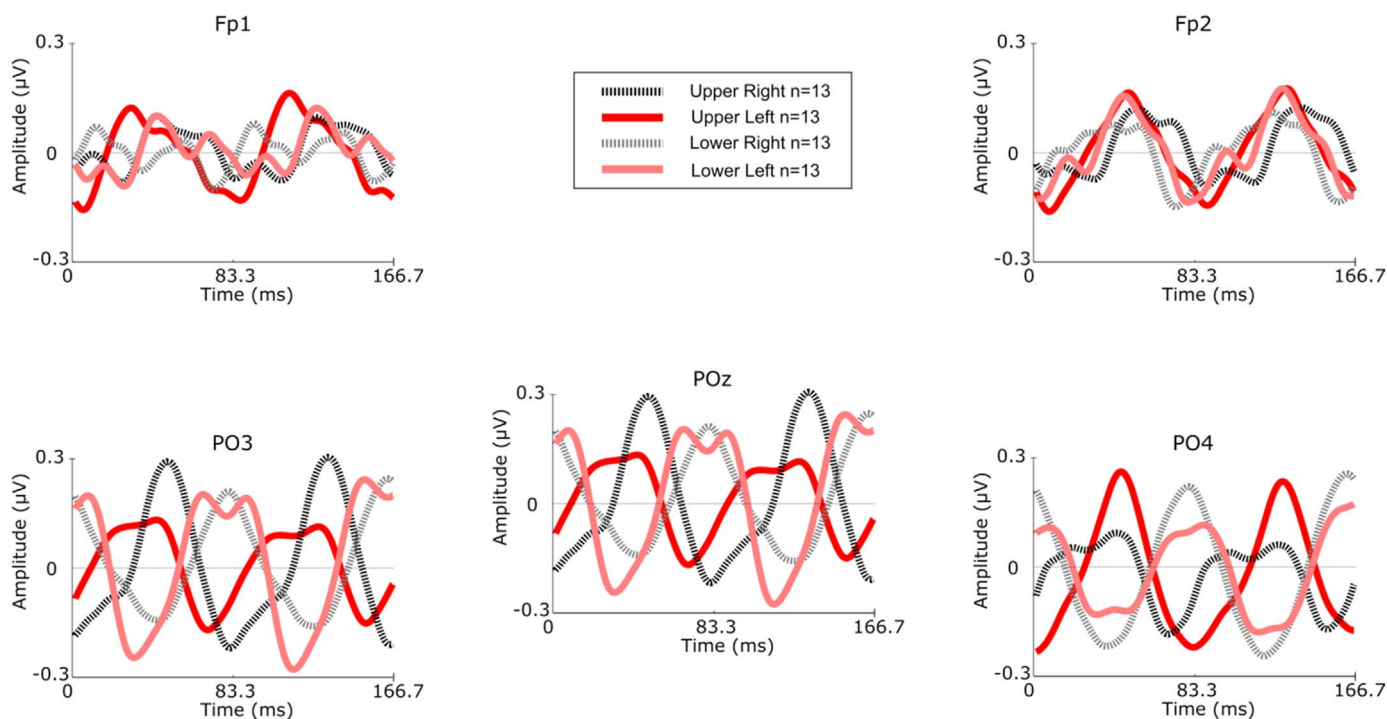 Fp1
0.3
0
-0.3
Amplitude (µV)
0
83.3
166.7
Time (ms)
Upper Right n=13
Upper Left n=13
Lower Right n=13
Lower Left n=13
Fp2
0.3
0
-0.3
Amplitude (µV)
0
83.3
166.7
Time (ms)
PO3
0.3
0
-0.3
Amplitude (µV)
0
83.3
166.7
Time (ms)
POz
0.3
0
-0.3
Amplitude (µV)
0
83.3
166.7
Time (ms)
PO4
0.3
0
-0.3
Amplitude (µV)
0
83.3
166.7
Time (ms)